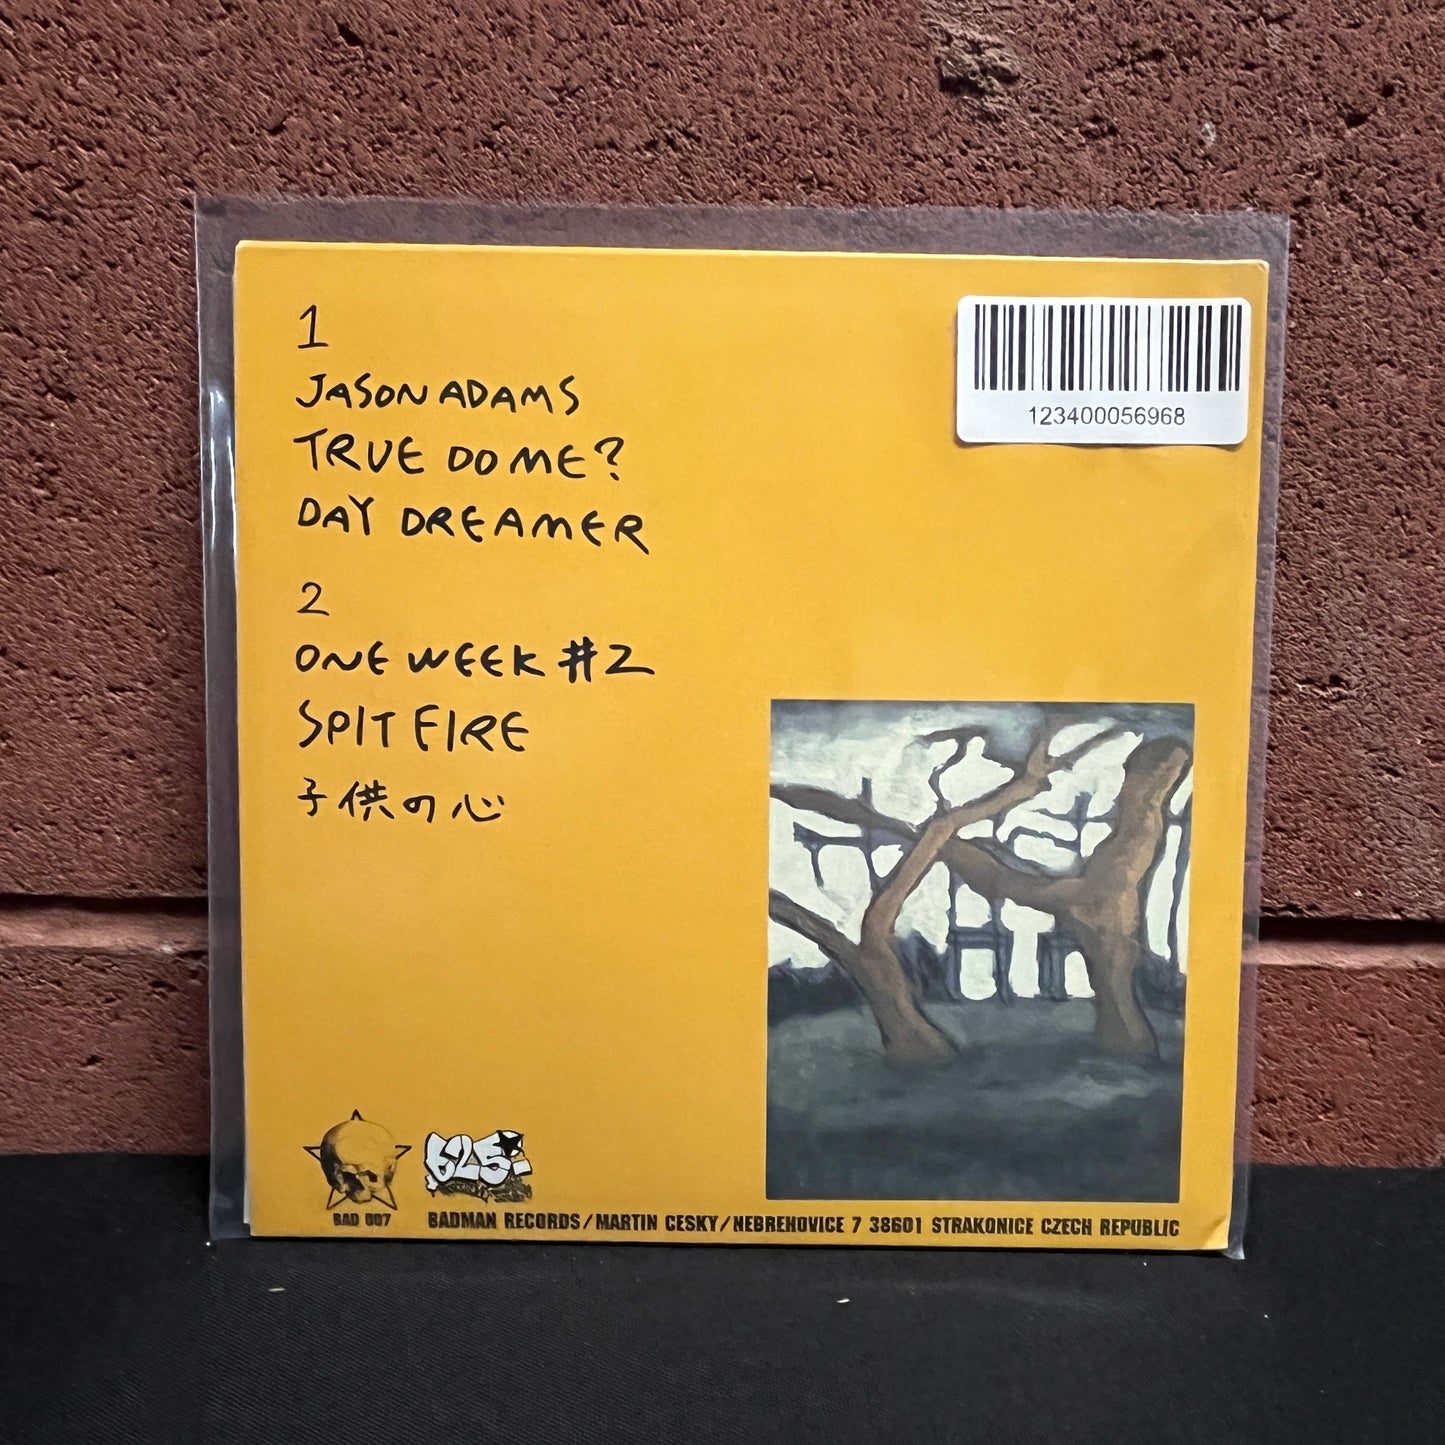 1
JASON ADAMS
TRUE DO ME?
DAY DREAMER
2
ONE WEEK #2
SPIT FIRE
子供の心
123400056968
625
BAD 007
BADMAN RECORDS/MARTIN CESKY/NEBREHOVICE 7 38601 STRAKONICE CZECH REPUBLIC